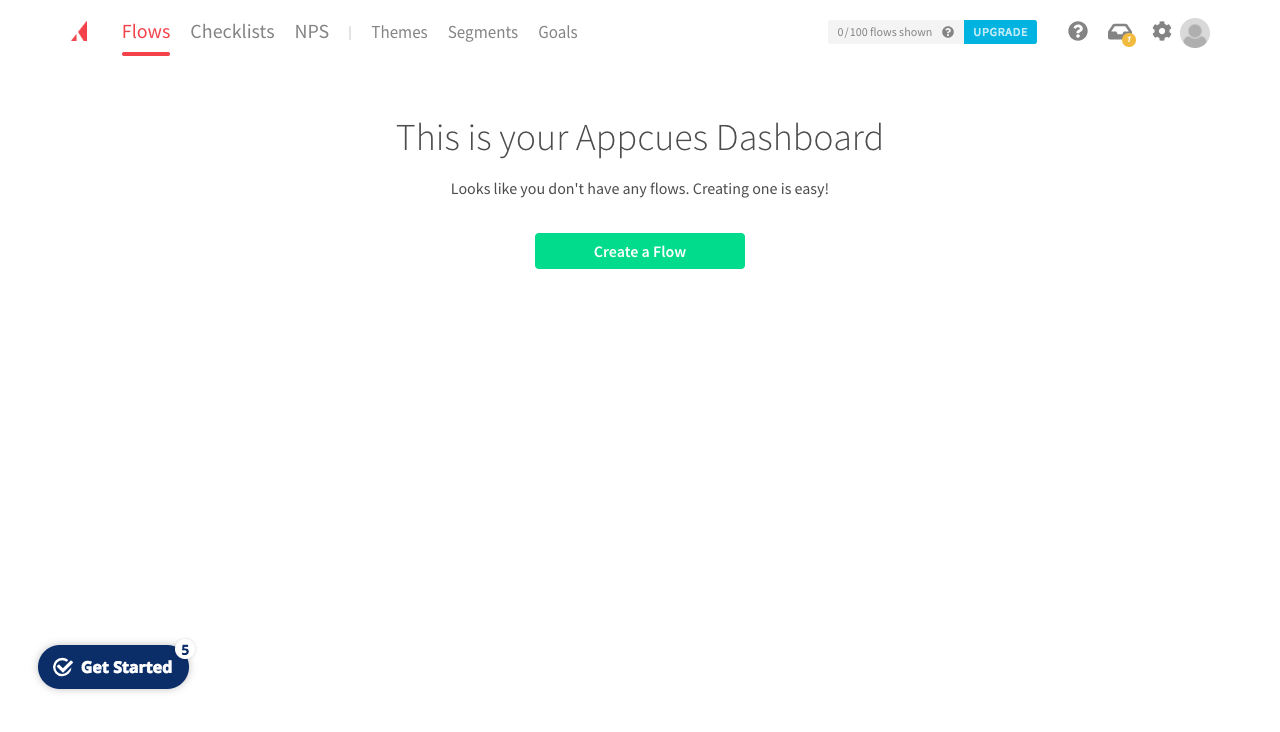 Flows Checklists NPS | Themes Segments Goals 0/100 flows shown ? UPGRADE ?
This is your Appcues Dashboard
Looks like you don't have any flows. Creating one is easy!
Create a Flow
5
Get Started